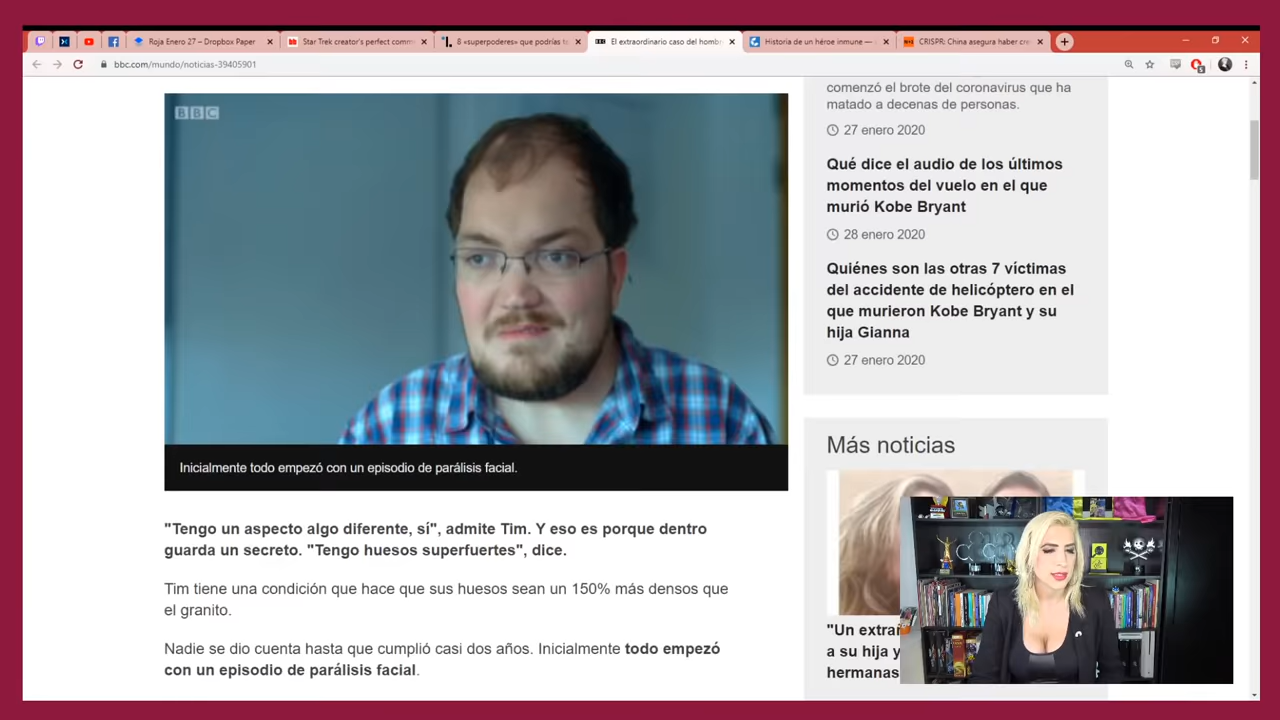 Roja Enero 27 – Dropbox Paper
Star Trek creator's perfect comm
8 «superpoderes» que podrías t
El extraordinario caso del homb
Historia de un héroe inmune —
CRISPR: China asegura haber cre
bbc.com/mundo/noticias-39405901
BBC
Inicialmente todo empezó con un episodio de parálisis facial.
"Tengo un aspecto algo diferente, sí", admite Tim. Y eso es porque dentro
guarda un secreto. "Tengo huesos superfuertes", dice.
Tim tiene una condición que hace que sus huesos sean un 150% más densos que
el granito.
Nadie se dio cuenta hasta que cumplió casi dos años. Inicialmente todo empezó
con un episodio de parálisis facial.
comenzó el brote del coronavirus que ha
matado a decenas de personas.
27 enero 2020
Qué dice el audio de los últimos
momentos del vuelo en el que
murió Kobe Bryant
28 enero 2020
Quiénes son las otras 7 víctimas
del accidente de helicóptero en el
que murieron Kobe Bryant y su
hija Gianna
27 enero 2020
Más noticias
"Un extra
a su hija y
hermanas